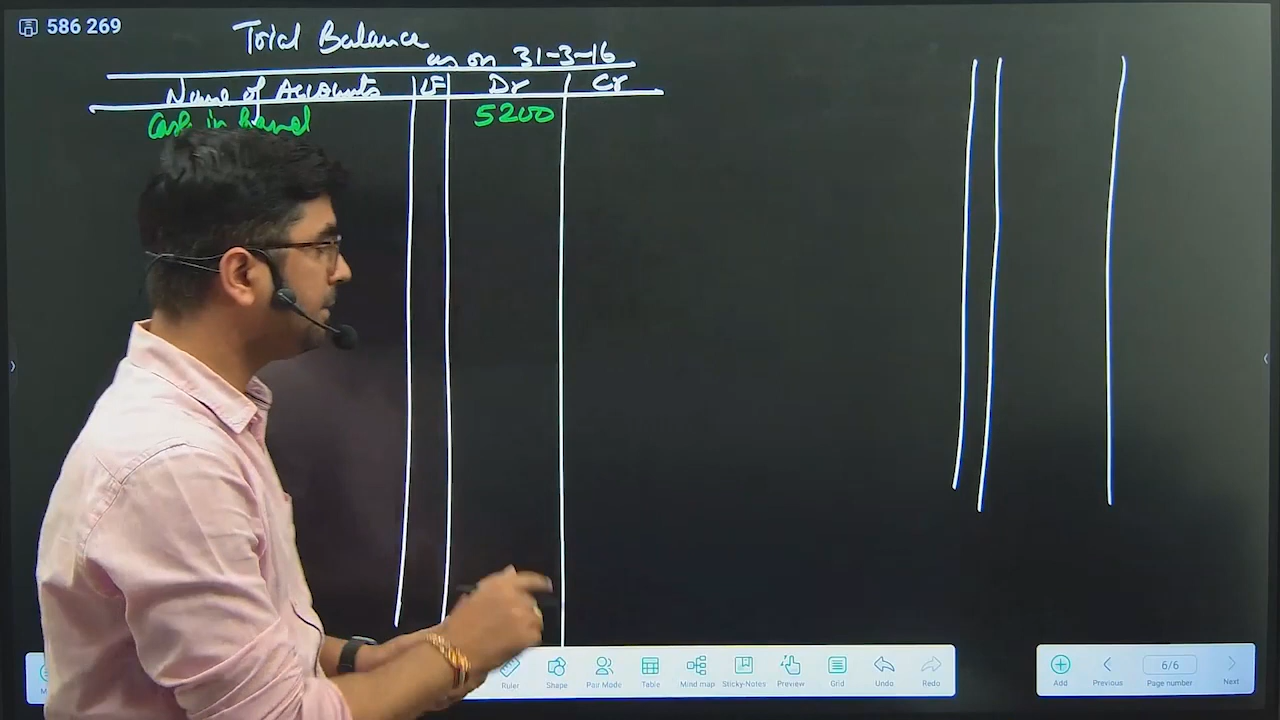 586 269
Trial Balance
as on 31-3-16
Name of Accounts LF Dr Cr
Cash in hand 5200
Ruler Shape Pair Mode Table Mind map Sticky-Notes Preview Grid Undo Redo
Add Previous 6/6 Page number Next